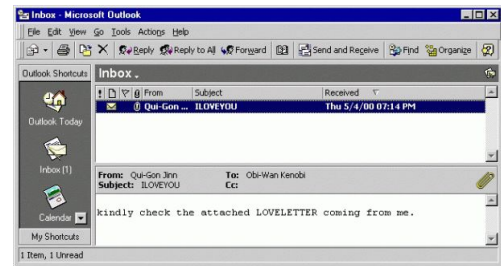 Inbox - Microsoft Outlook
File Edit View Go Tools Actions Help
Reply Reply to All Forward Send and Receive Find Organize
Outlook Shortcuts
Inbox .
! From Subject Received
Qui-Gon ... ILOVEYOU Thu 5/4/00 07:14 PM
Outlook Today
Inbox (1)
Calendar
My Shortcuts
From: Qui-Gon Jinn To: Obi-Wan Kenobi
Subject: ILOVEYOU Cc:
kindly check the attached LOVELETTER coming from me.
1 Item, 1 Unread